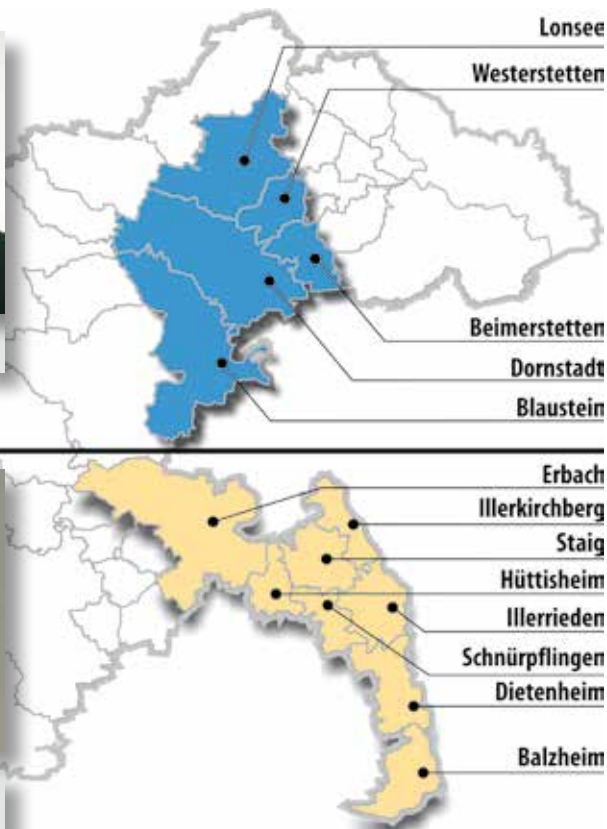 Lonsee
Westerstetten
Beimerstetten
Dornstadt
Blaustein
Erbach
Illerkirchberg
Staig
Hüttisheim
Illerrieden
Schnürpflingen
Dietenheim
Balzheim